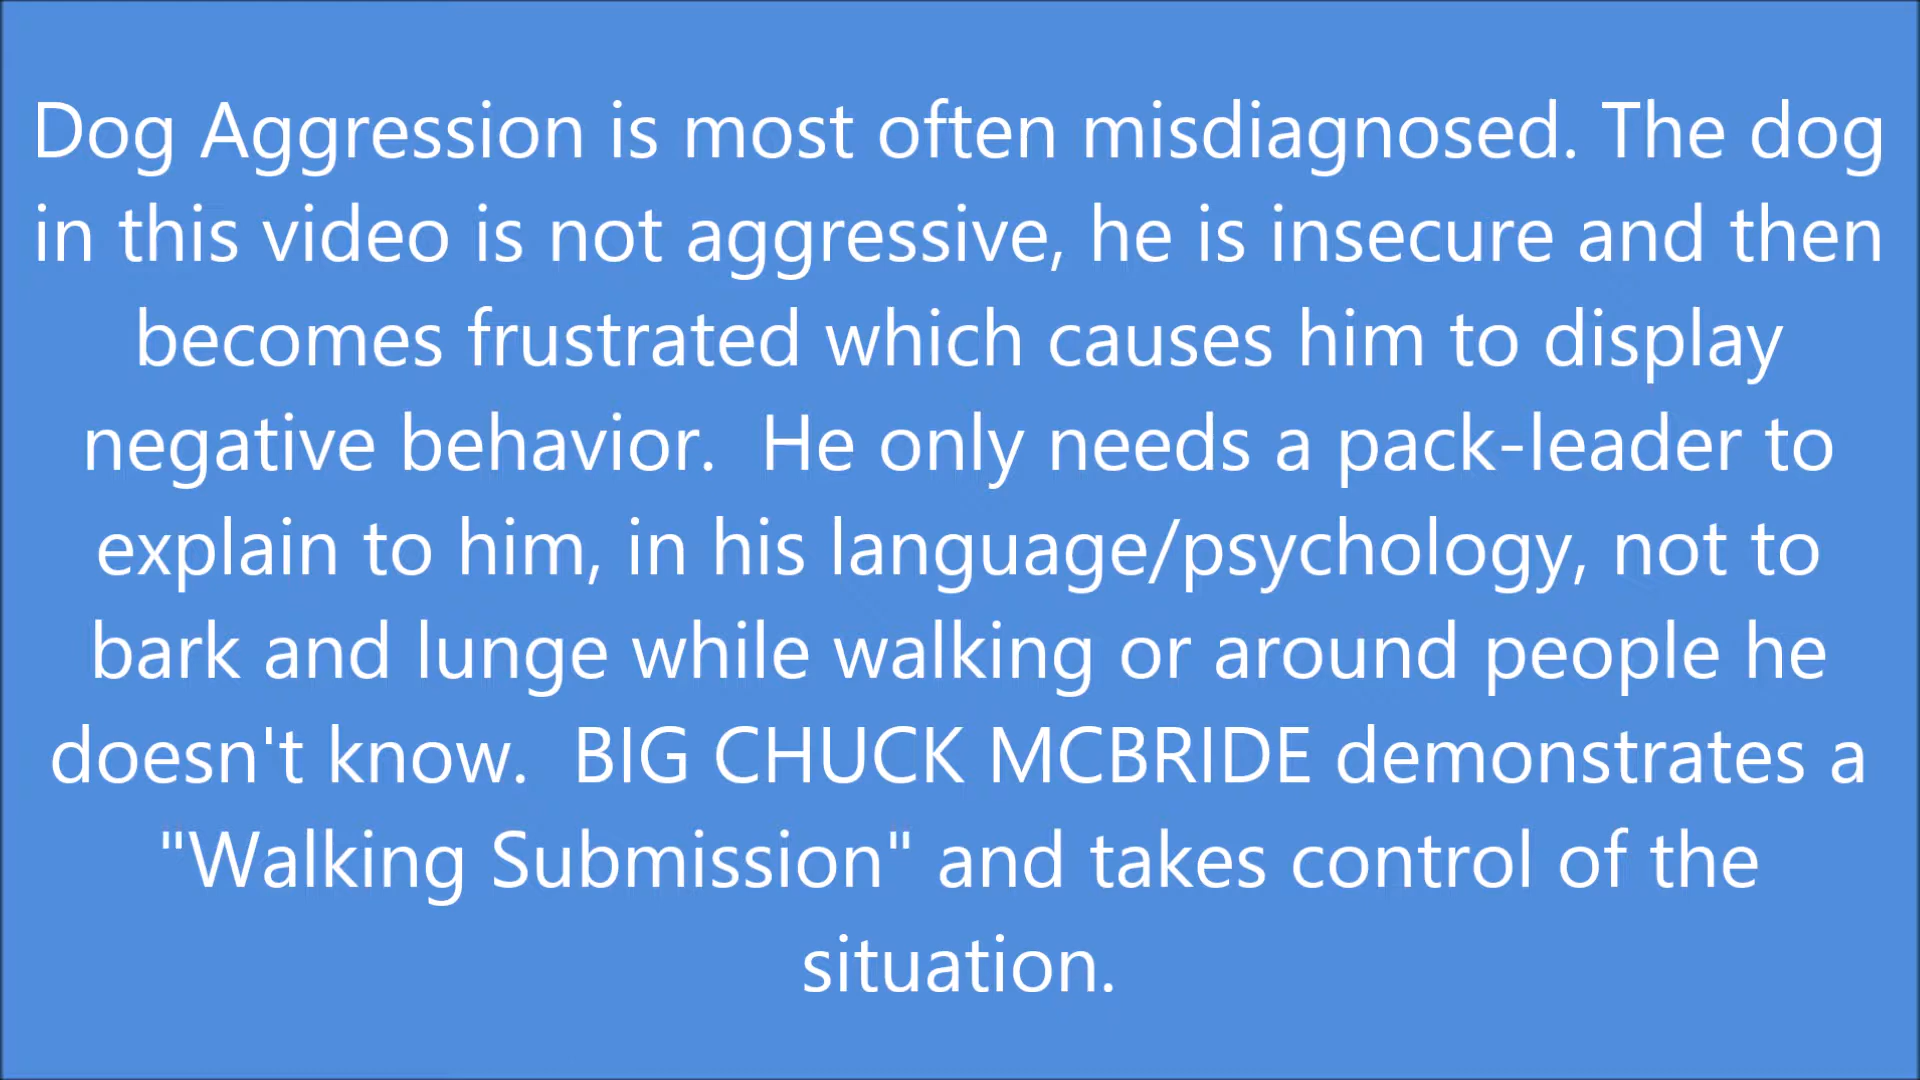 Dog Aggression is most often misdiagnosed. The dog
in this video is not aggressive, he is insecure and then
becomes frustrated which causes him to display
negative behavior.  He only needs a pack-leader to
explain to him, in his language/psychology, not to
bark and lunge while walking or around people he
doesn't know.  BIG CHUCK MCBRIDE demonstrates a
"Walking Submission" and takes control of the
situation.